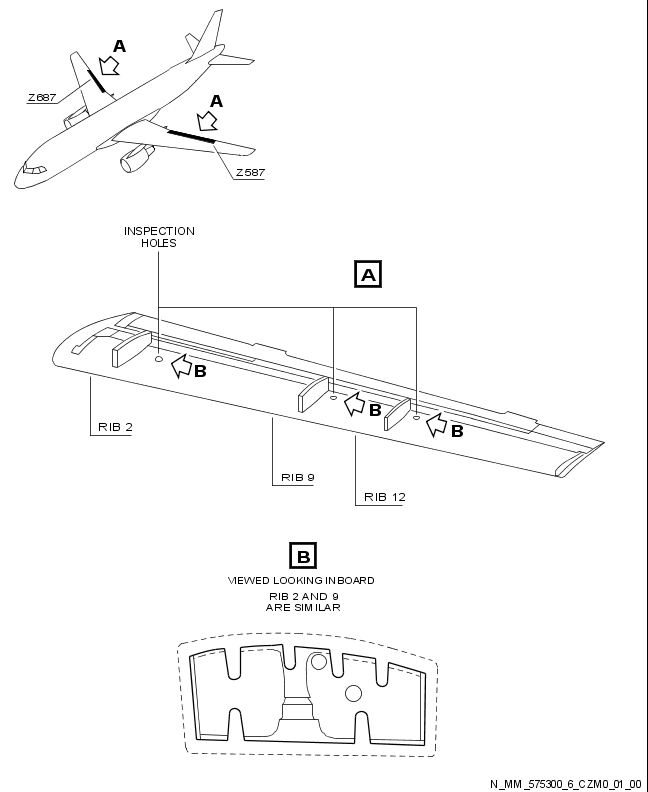 A
Z687
A
Z587
INSPECTION
HOLES
A
B
B
B
RIB 2
RIB 9
RIB 12
B
VIEWED LOOKING INBOARD
RIB 2 AND 9
ARE SIMILAR
N_MM_575300_6_CZM0_01_00